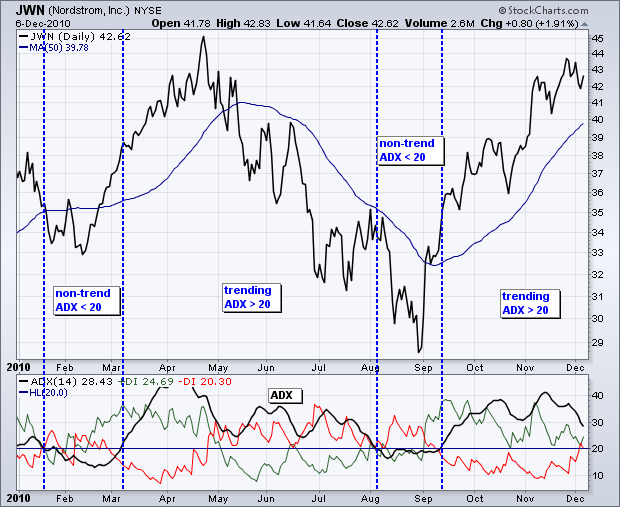 JWN (Nordstrom, Inc.) NYSE © StockCharts.com
6-Dec-2010 Open 41.78 High 42.83 Low 41.64 Close 42.62 Volume 2.6M Chg +0.80 (+1.91%)
JWN (Daily) 42.62
MA(50) 39.78
45
44
43
42
41
40
39
38
37
36
35
34
33
32
31
30
29
non-trend
ADX < 20
trending
ADX > 20
non-trend
ADX < 20
trending
ADX > 20
2010 Feb Mar Apr May Jun Jul Aug Sep Oct Nov Dec
ADX(14) 28.43 +DI 24.69 -DI 20.30
HL(20.0)
ADX
40
30
20
10
2010 Feb Mar Apr May Jun Jul Aug Sep Oct Nov Dec